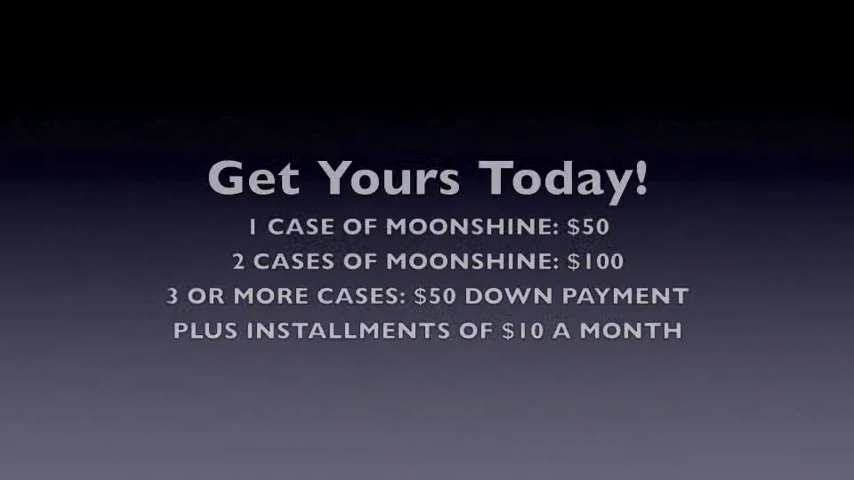 Get Yours Today!
1 CASE OF MOONSHINE: $50
2 CASES OF MOONSHINE: $100
3 OR MORE CASES: $50 DOWN PAYMENT
PLUS INSTALLMENTS OF $10 A MONTH